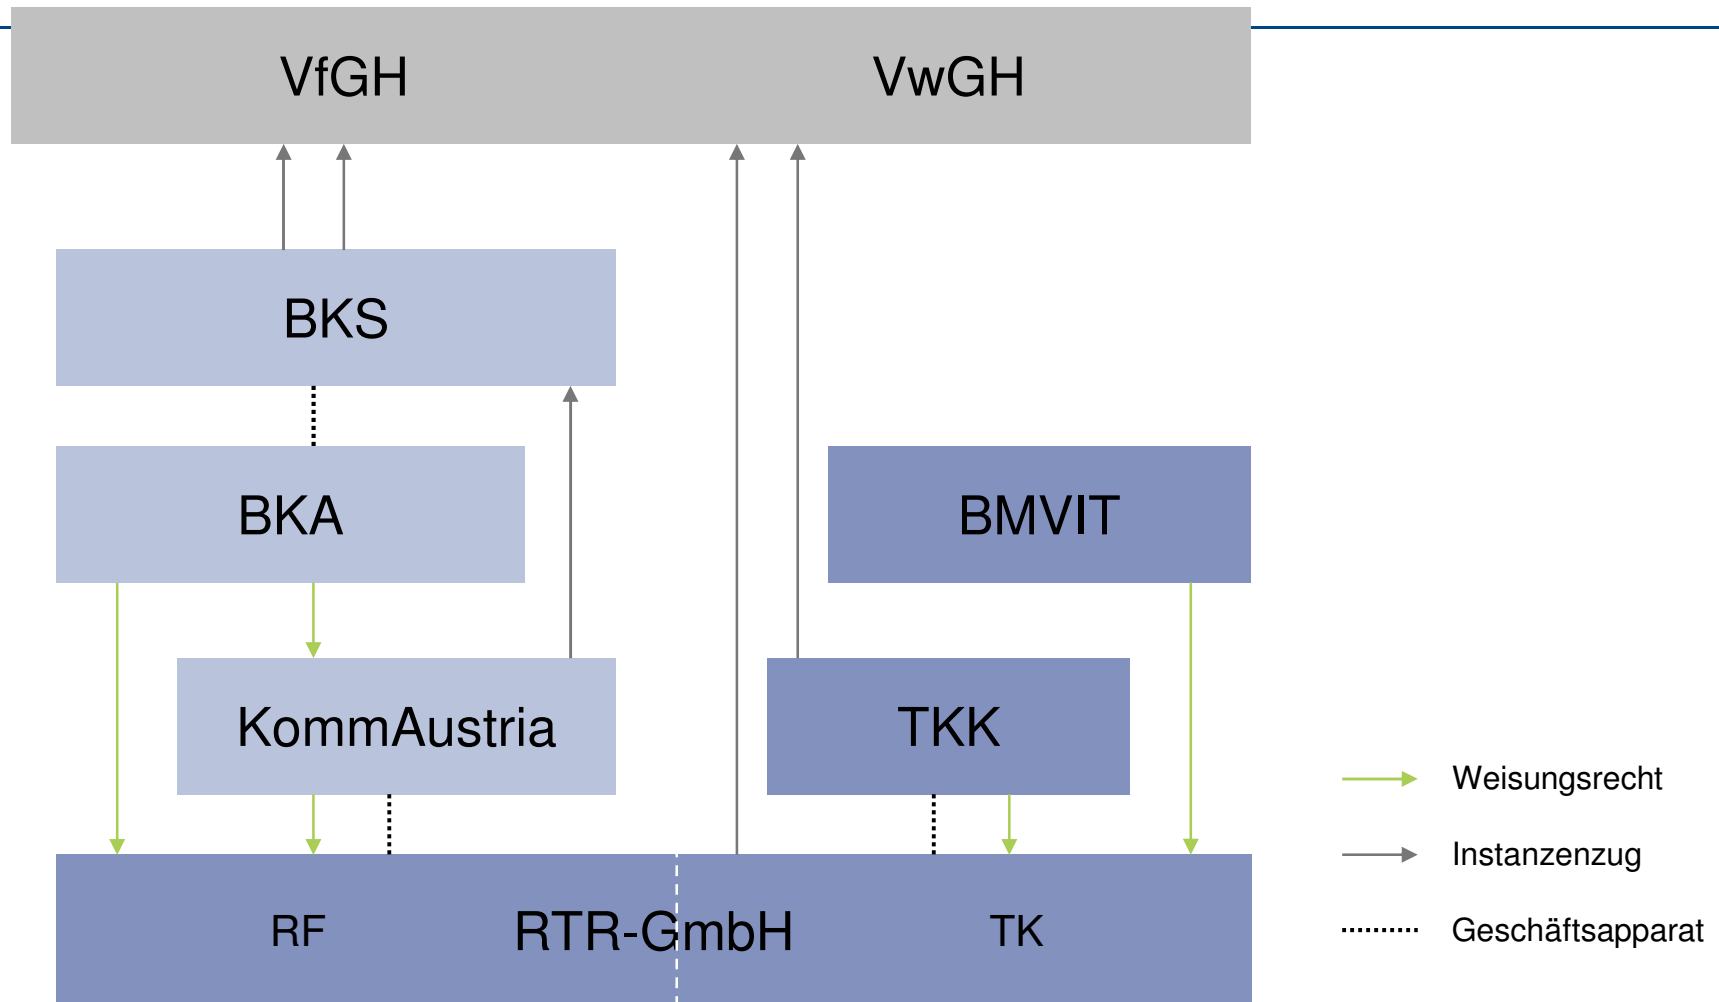 VfGH VwGH
BKS
BKA BMVIT
KommAustria TKK
Weisungsrecht
Instanzenzug
RF RTR-GmbH TK
Geschäftsapparat